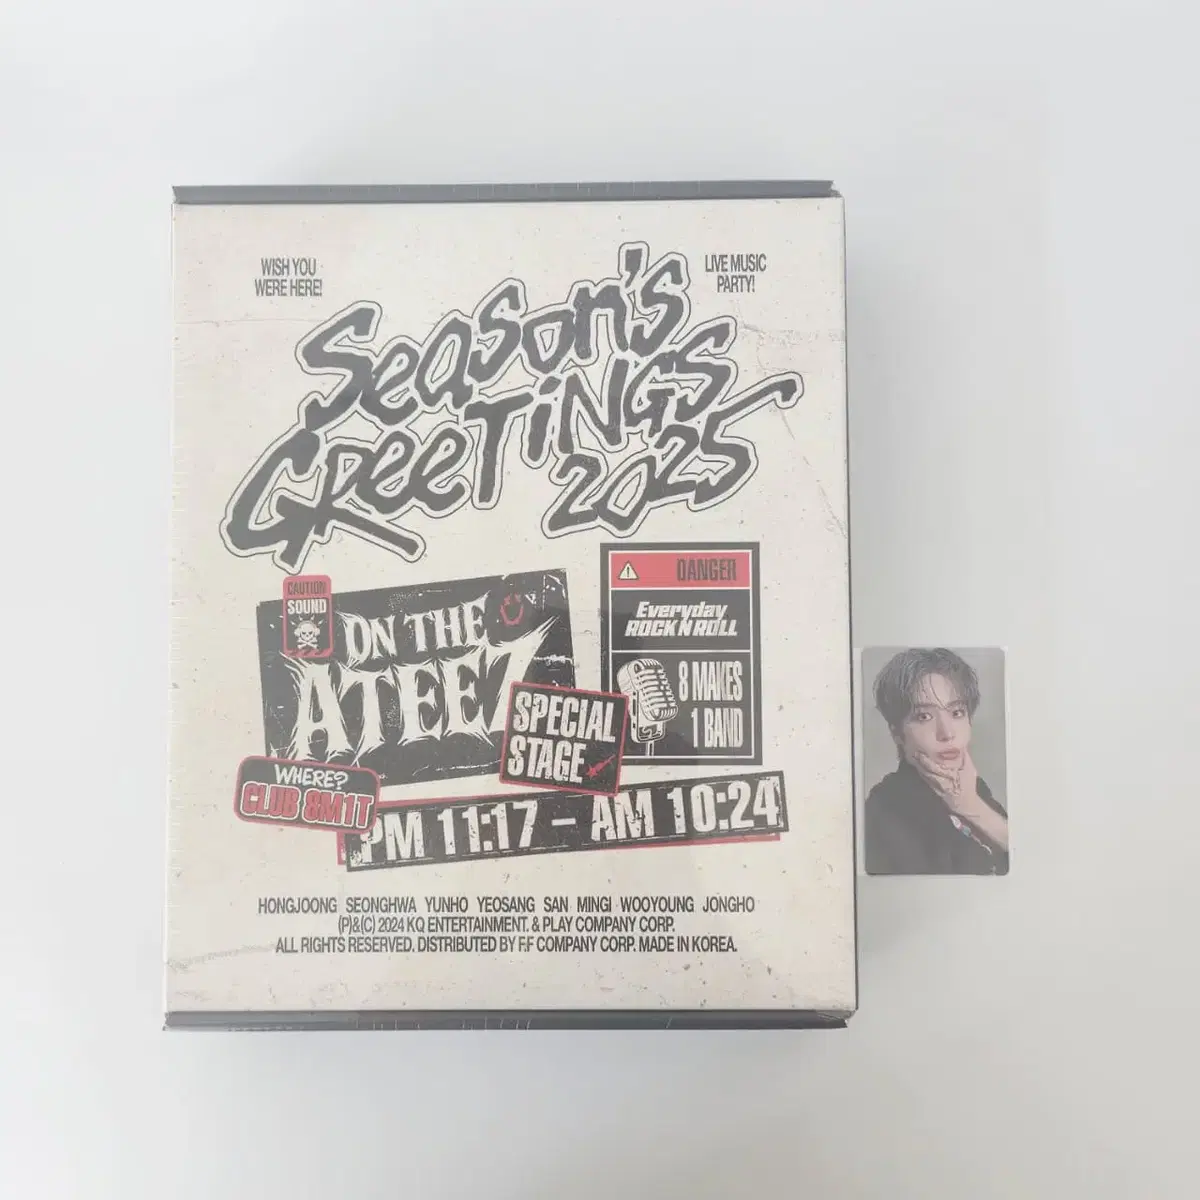 WISH YOU
WERE HERE!
LIVE MUSIC
PARTY!
Season's
GReeTiNGS
2025
CAUTION
SOUND
ON THE
ATEEZ
DANGER
Everyday
ROCK N ROLL
8 MAKES
1 BAND
SPECIAL
STAGE
WHERE?
CLUB 8M1T
PM 11:17 – AM 10:24
HONGJOONG SEONGHWA YUNHO YEOSANG SAN MINGI WOOYOUNG JONGHO
(P)&(C) 2024 KQ ENTERTAINMENT. & PLAY COMPANY CORP.
ALL RIGHTS RESERVED. DISTRIBUTED BY F.F COMPANY CORP. MADE IN KOREA.